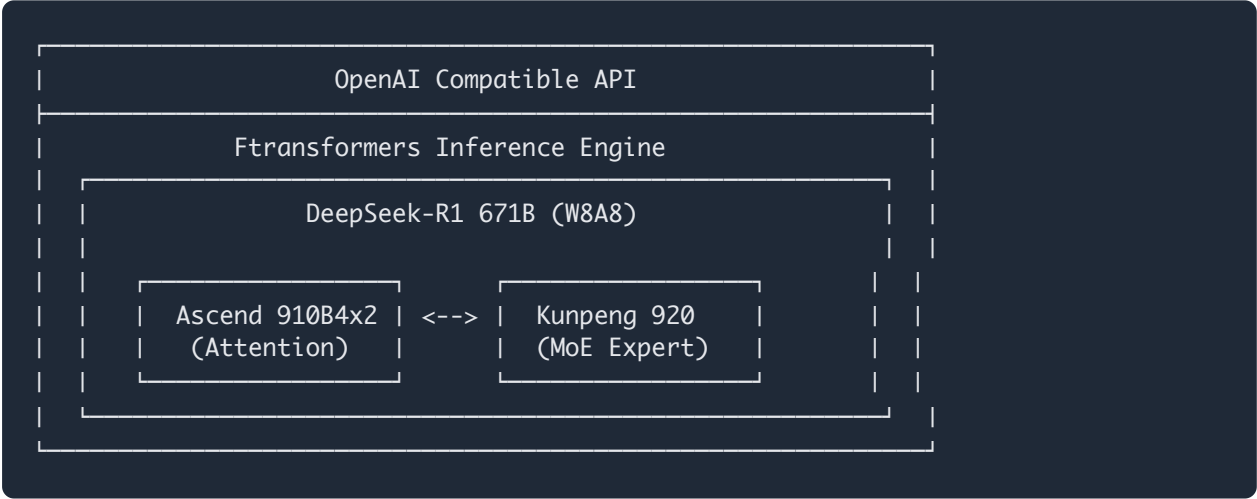 OpenAI Compatible API
Ftransformers Inference Engine
DeepSeek-R1 671B (W8A8)
Ascend 910B4x2 <--> Kunpeng 920
(Attention) (MoE Expert)